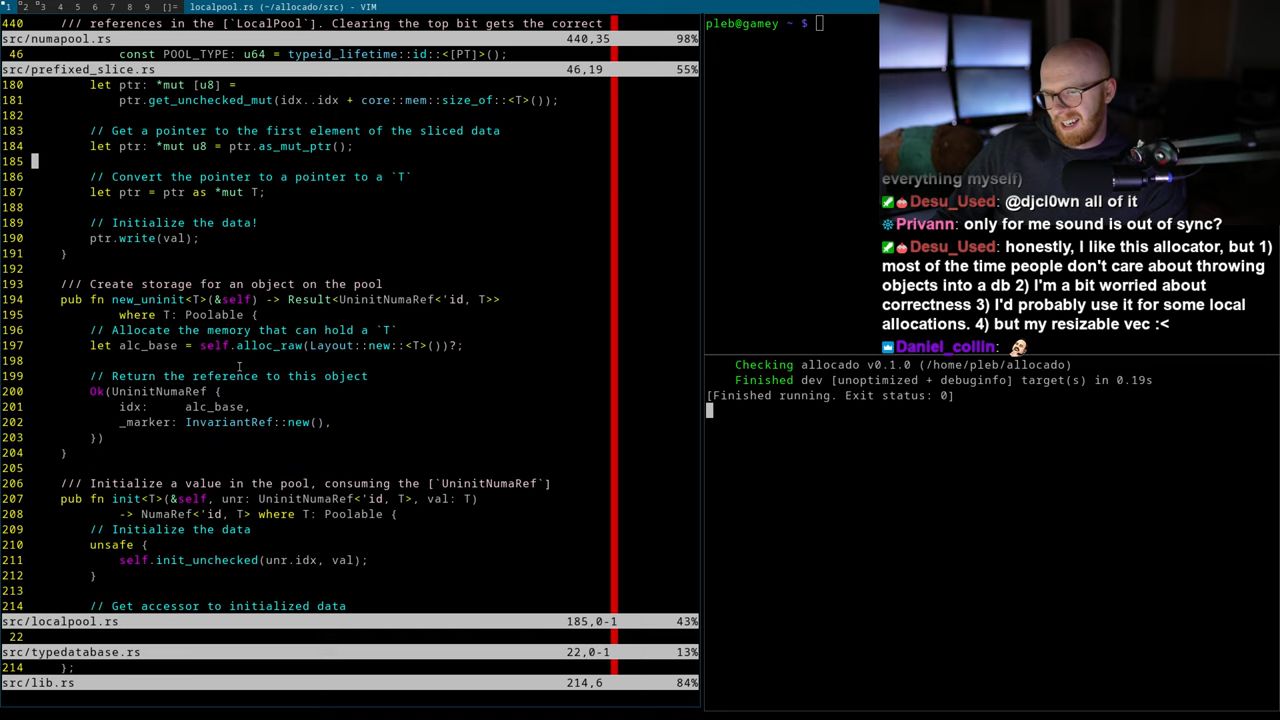 1 2 3 4 5 6 7 8 9 []= localpool.rs (~/allocado/src) - VIM
440 /// references in the [`LocalPool`]. Clearing the top bit gets the correct
src/numapool.rs 440,35 98%
46 const POOL_TYPE: u64 = typeid_lifetime::id::<[PT]>();
src/prefixed_slice.rs 46,19 55%
180 let ptr: *mut [u8] =
181 ptr.get_unchecked_mut(idx..idx + core::mem::size_of::<T>());
182
183 // Get a pointer to the first element of the sliced data
184 let ptr: *mut u8 = ptr.as_mut_ptr();
185
186 // Convert the pointer to a pointer to a `T`
187 let ptr = ptr as *mut T;
188
189 // Initialize the data!
190 ptr.write(val);
191 }
192
193 /// Create storage for an object on the pool
194 pub fn new_uninit<T>(&self) -> Result<UninitNumaRef<'id, T>>
195 where T: Poolable {
196 // Allocate the memory that can hold a `T`
197 let alc_base = self.alloc_raw(Layout::new::<T>())?;
198
199 // Return the reference to this object
200 Ok(UninitNumaRef {
201 idx: alc_base,
202 _marker: InvariantRef::new(),
203 })
204 }
205
206 /// Initialize a value in the pool, consuming the [`UninitNumaRef`]
207 pub fn init<T>(&self, unr: UninitNumaRef<'id, T>, val: T)
208 -> NumaRef<'id, T> where T: Poolable {
209 // Initialize the data
210 unsafe {
211 self.init_unchecked(unr.idx, val);
212 }
213
214 // Get accessor to initialized data
src/localpool.rs 185,0-1 43%
22
src/typedatabase.rs 22,0-1 13%
214 };
src/lib.rs 214,6 84%
pleb@gamey ~ $
Checking allocado v0.1.0 (/home/pleb/allocado)
Finished dev [unoptimized + debuginfo] target(s) in 0.19s
[Finished running. Exit status: 0]
everything myself)
Desu_Used: @djcl0wn all of it
Privann: only for me sound is out of sync?
Desu_Used: honestly, I like this allocator, but 1)
most of the time people don't care about throwing
objects into a db 2) I'm a bit worried about
correctness 3) I'd probably use it for some local
allocations. 4) but my resizable vec :<
Daniel_collin: